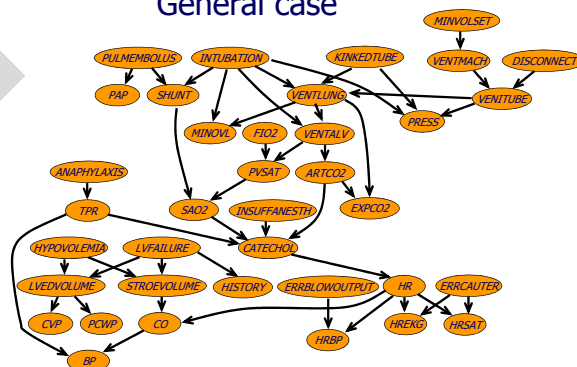 General case
MINVOLSET
PULMEMBOLUS INTUBATION KINKEDTUBE VENTMACH DISCONNECT
PAP SHUNT VENTLUNG VENITUBE
MINOVL FIO2 VENTALV PRESS
ANAPHYLAXIS PVSAT ARTCO2
TPR SAO2 INSUFFANESTH EXPCO2
HYPOVOLEMIA LVFAILURE CATECHOL
LVEDVOLUME STROEVOLUME HISTORY ERRBLOWOUTPUT HR ERRCAUTER
CVP PCWP CO HREKG HRSAT
HRBP
BP